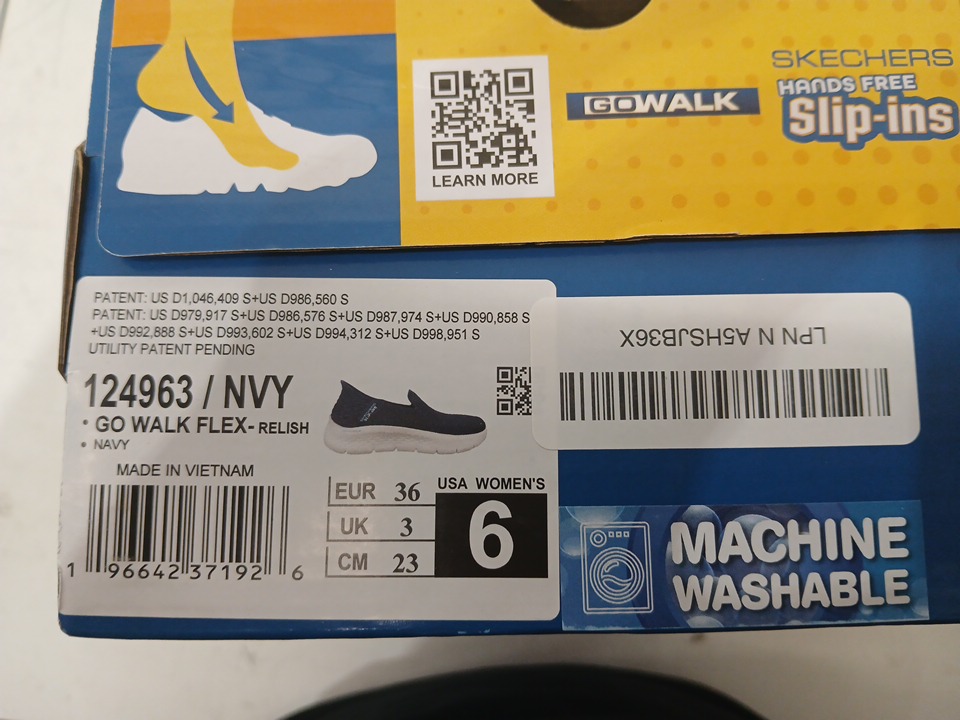 SKECHERS
HANDS FREE
Slip-ins
GOWALK
LEARN MORE
PATENT: US D1,046,409 S+US D986,560 S
PATENT: US D979,917 S+US D986,576 S+US D987,974 S+US D990,858 S
+US D992,888 S+US D993,602 S+US D994,312 S+US D998,951 S
UTILITY PATENT PENDING
124963 / NVY
• GO WALK FLEX- RELISH
• NAVY
MADE IN VIETNAM
1 96642 37192 6
EUR 36
UK 3
CM 23
USA WOMEN'S
6
LPN N A5HSJB36X
MACHINE
WASHABLE